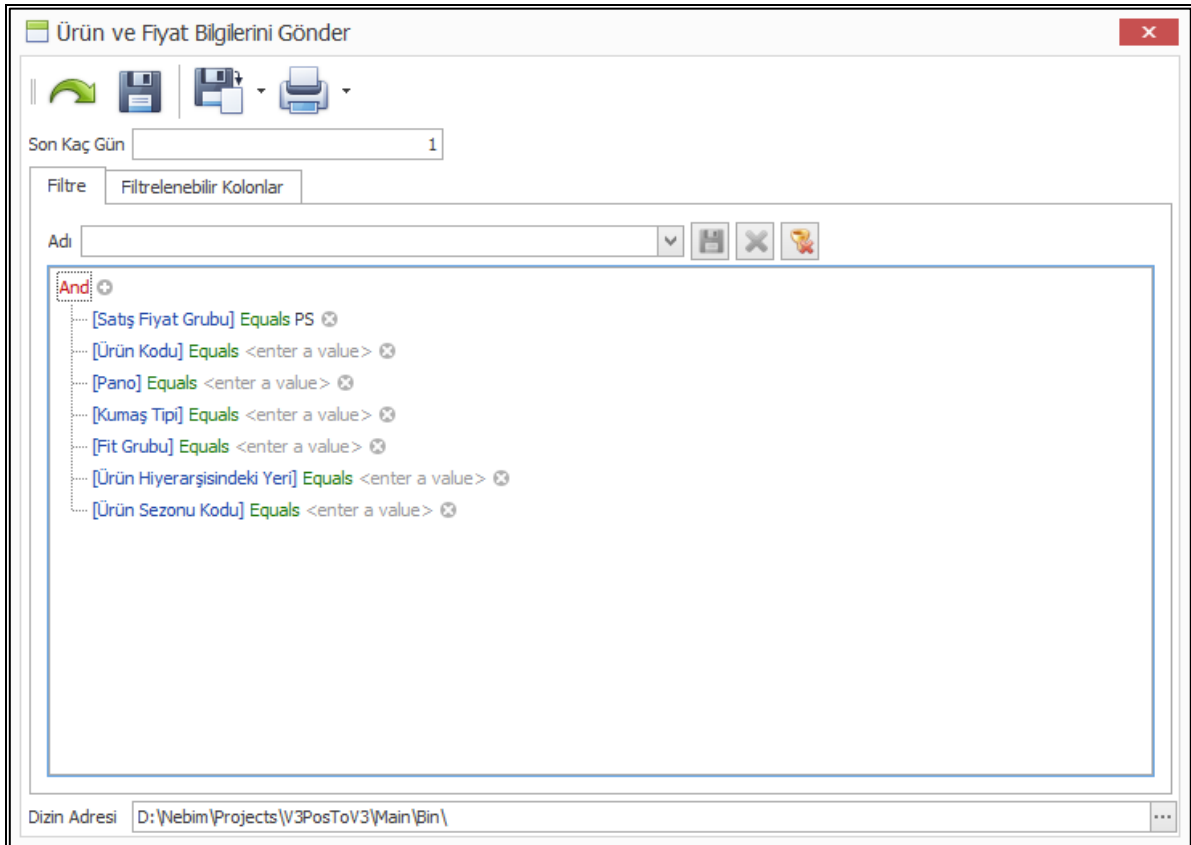 Ürün ve Fiyat Bilgilerini Gönder
Son Kaç Gün 1
Filtre Filtrelenebilir Kolonlar
Adı
And
[Satış Fiyat Grubu] Equals PS
[Ürün Kodu] Equals <enter a value>
[Pano] Equals <enter a value>
[Kumaş Tipi] Equals <enter a value>
[Fit Grubu] Equals <enter a value>
[Ürün Hiyerarşisindeki Yeri] Equals <enter a value>
[Ürün Sezonu Kodu] Equals <enter a value>
Dizin Adresi D:\Nebim\Projects\V3PosToV3\Main\Bin\